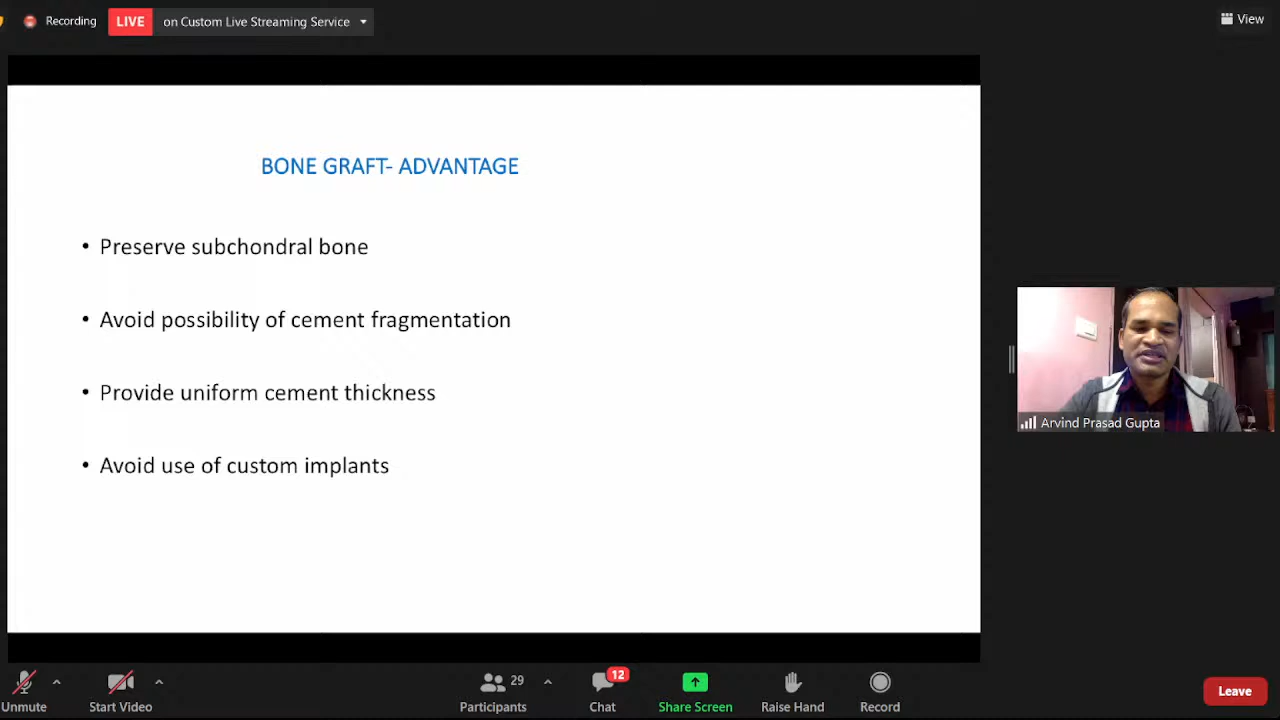 Recording
LIVE
on Custom Live Streaming Service
View
BONE GRAFT- ADVANTAGE
• Preserve subchondral bone
• Avoid possibility of cement fragmentation
• Provide uniform cement thickness
• Avoid use of custom implants
Arvind Prasad Gupta
29
12
Unmute
Start Video
Participants
Chat
Share Screen
Raise Hand
Record
Leave